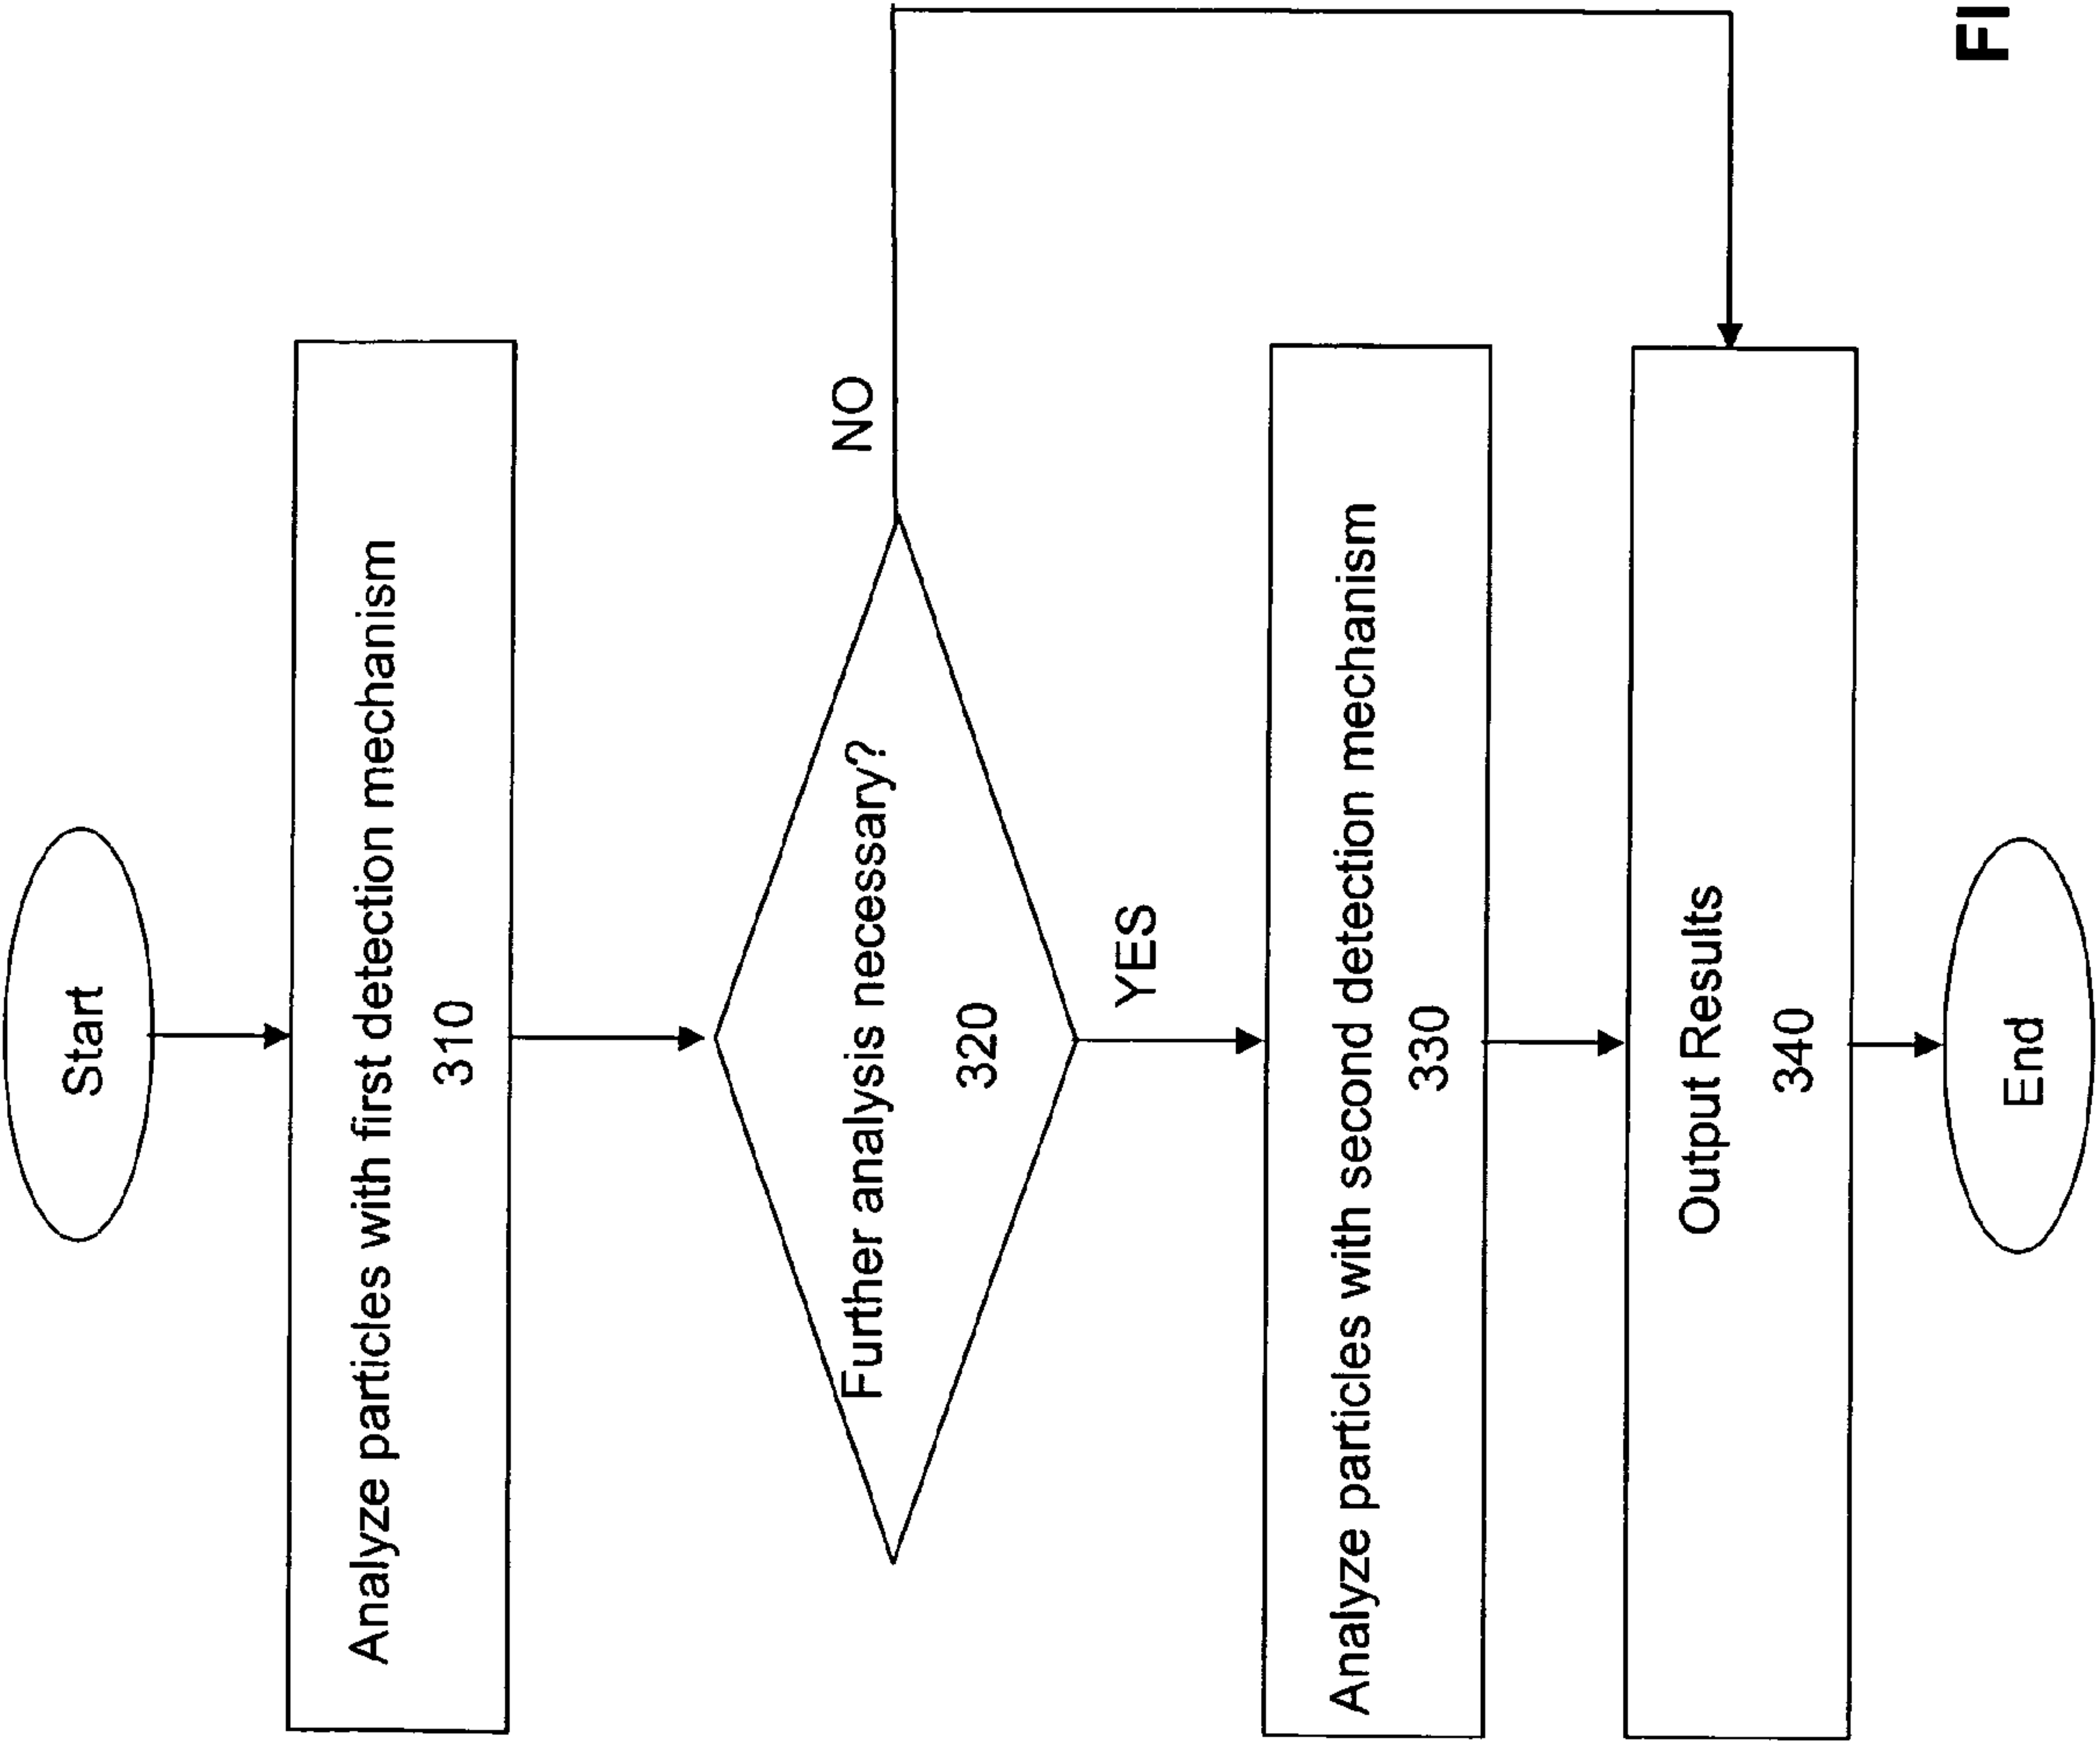 Start
Analyze particles with first detection mechanism
310
Further analysis necessary?
320
NO
YES
Analyze particles with second detection mechanism
330
Output Results
340
End
FI